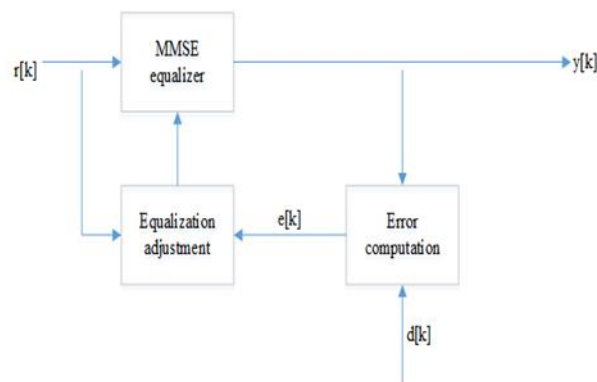 MMSE
equalizer
r[k]
y[k]
Equalization
adjustment
e[k]
Error
computation
d[k]